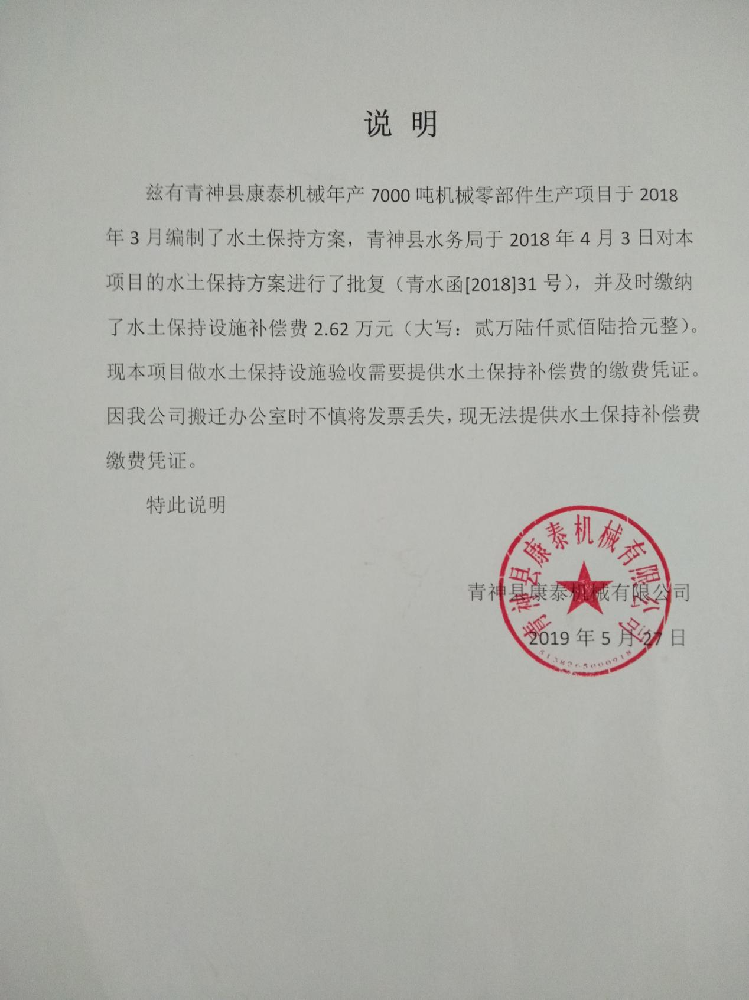 说 明
兹有青神县康泰机械年产 7000 吨机械零部件生产项目于 2018
年 3 月编制了水土保持方案，青神县水务局于 2018 年 4 月 3 日对本
项目的水土保持方案进行了批复（青水函[2018]31 号），并及时缴纳
了水土保持设施补偿费 2.62 万元（大写：贰万陆仟贰佰陆拾元整）。
现本项目做水土保持设施验收需要提供水土保持补偿费的缴费凭证。
因我公司搬迁办公室时不慎将发票丢失，现无法提供水土保持补偿费
缴费凭证。
特此说明
青神县康泰机械有限公司
青神县康泰机械有限公司
2019 年 5 月 27 日
5138265000918